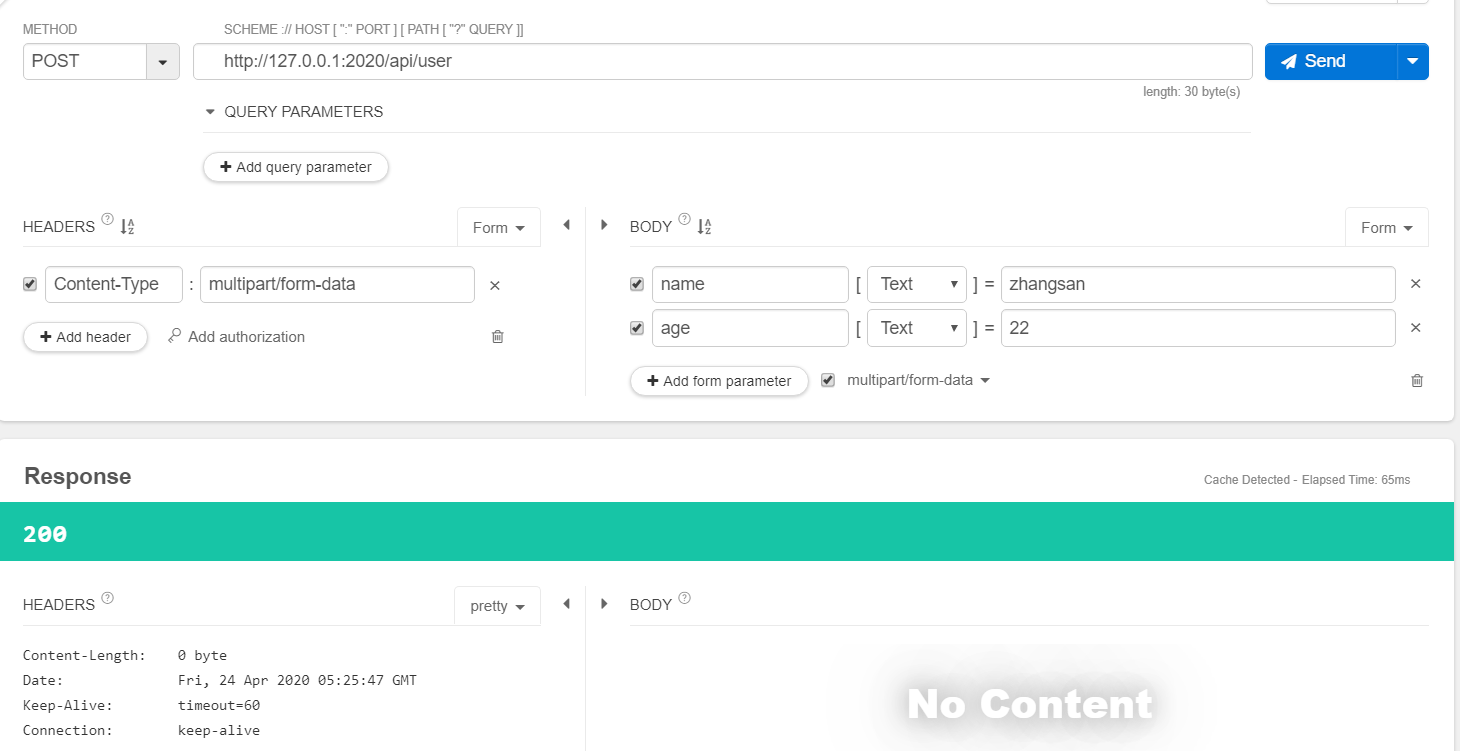 METHOD
SCHEME :// HOST [ ":" PORT ] [ PATH [ "?" QUERY ]]
POST
http://127.0.0.1:2020/api/user
Send
length: 30 byte(s)
QUERY PARAMETERS
+ Add query parameter
HEADERS ? A Z
Form
BODY ? A Z
Form
Content-Type : multipart/form-data ×
name [ Text ] = zhangsan ×
age [ Text ] = 22 ×
+ Add header
Add authorization
+ Add form parameter
multipart/form-data
Response
Cache Detected - Elapsed Time: 65ms
200
HEADERS ?
pretty
BODY ?
Content-Length: 0 byte
Date: Fri, 24 Apr 2020 05:25:47 GMT
Keep-Alive: timeout=60
Connection: keep-alive
No Content